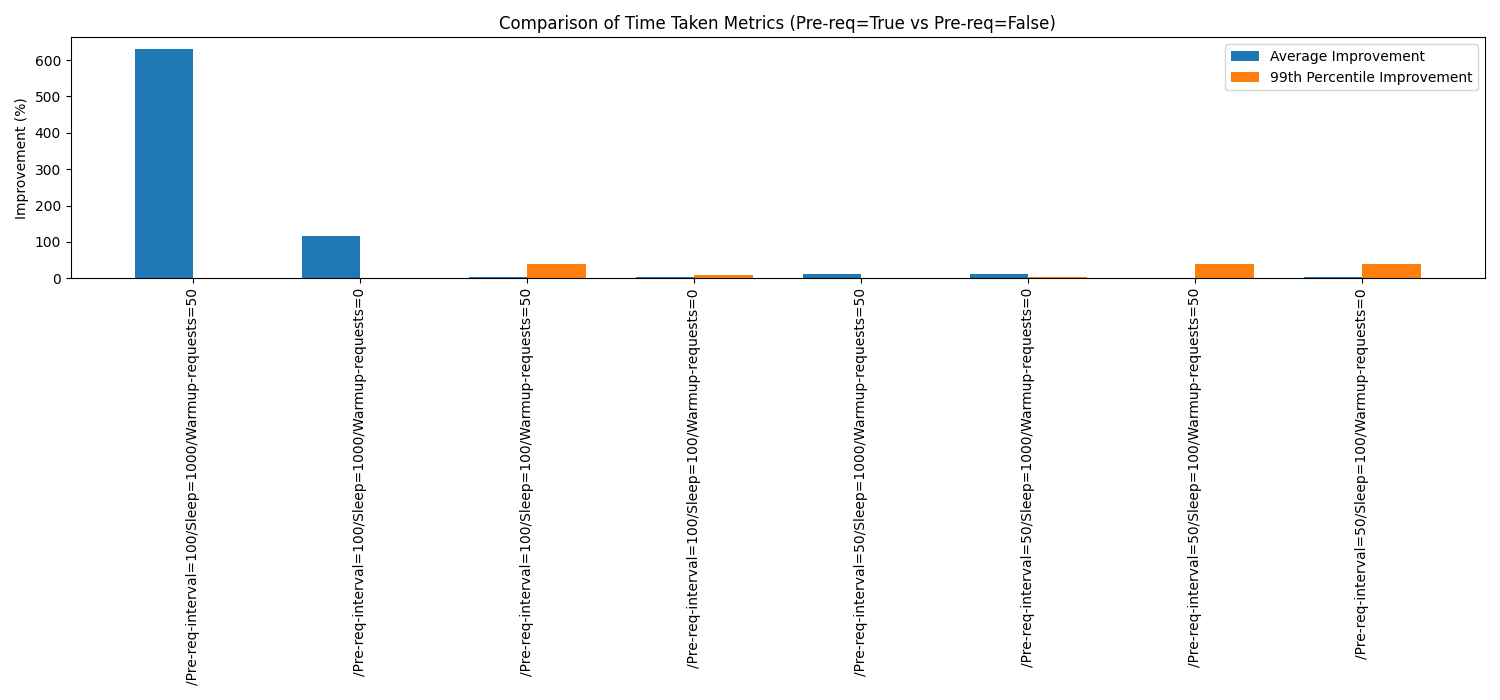 Comparison of Time Taken Metrics (Pre-req=True vs Pre-req=False)
Average Improvement
99th Percentile Improvement
Improvement (%)
600
500
400
300
200
100
0
/Pre-req-interval=100/Sleep=1000/Warmup-requests=50
/Pre-req-interval=100/Sleep=1000/Warmup-requests=0
/Pre-req-interval=100/Sleep=100/Warmup-requests=50
/Pre-req-interval=100/Sleep=100/Warmup-requests=0
/Pre-req-interval=50/Sleep=1000/Warmup-requests=50
/Pre-req-interval=50/Sleep=1000/Warmup-requests=0
/Pre-req-interval=50/Sleep=100/Warmup-requests=50
/Pre-req-interval=50/Sleep=100/Warmup-requests=0